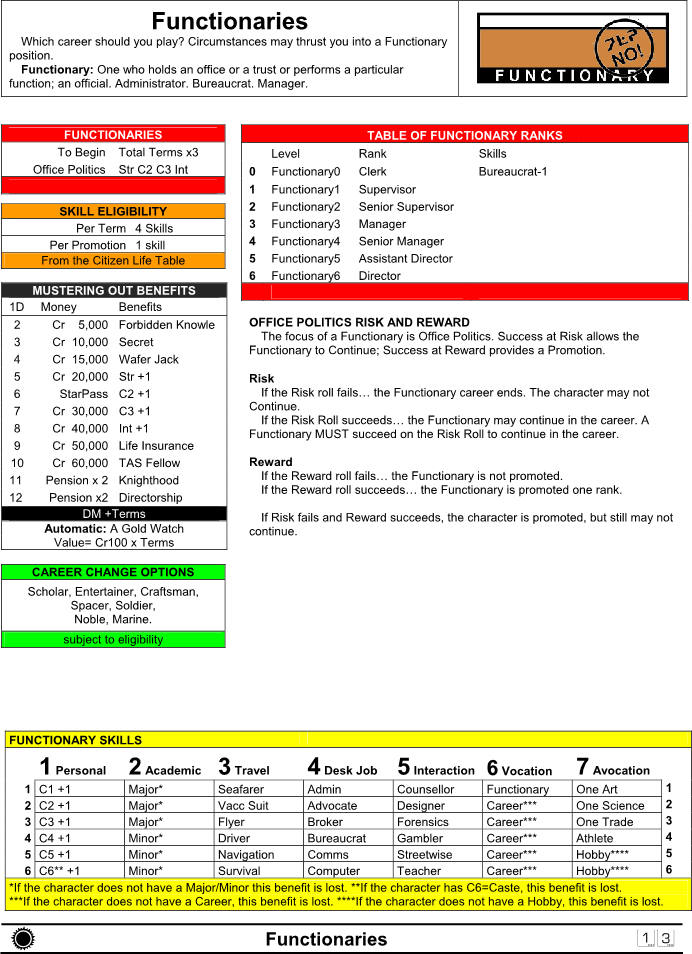 Functionaries
Which career should you play? Circumstances may thrust you into a Functionary
position.
Functionary: One who holds an office or a trust or performs a particular
function; an official. Administrator. Bureaucrat. Manager.
NO!
FUNCTIONARY
FUNCTIONARIES
To Begin Total Terms x3
Office Politics Str C2 C3 Int
SKILL ELIGIBILITY
Per Term 4 Skills
Per Promotion 1 skill
From the Citizen Life Table
MUSTERING OUT BENEFITS
1D Money Benefits
2 Cr 5,000 Forbidden Knowle
3 Cr 10,000 Secret
4 Cr 15,000 Wafer Jack
5 Cr 20,000 Str +1
6 StarPass C2 +1
7 Cr 30,000 C3 +1
8 Cr 40,000 Int +1
9 Cr 50,000 Life Insurance
10 Cr 60,000 TAS Fellow
11 Pension x 2 Knighthood
12 Pension x2 Directorship
DM +Terms
Automatic: A Gold Watch
Value= Cr100 x Terms
CAREER CHANGE OPTIONS
Scholar, Entertainer, Craftsman,
Spacer, Soldier,
Noble, Marine.
subject to eligibility
TABLE OF FUNCTIONARY RANKS
Level Rank Skills
0 Functionary0 Clerk Bureaucrat-1
1 Functionary1 Supervisor
2 Functionary2 Senior Supervisor
3 Functionary3 Manager
4 Functionary4 Senior Manager
5 Functionary5 Assistant Director
6 Functionary6 Director
OFFICE POLITICS RISK AND REWARD
The focus of a Functionary is Office Politics. Success at Risk allows the
Functionary to Continue; Success at Reward provides a Promotion.
Risk
If the Risk roll fails… the Functionary career ends. The character may not
Continue.
If the Risk Roll succeeds… the Functionary may continue in the career. A
Functionary MUST succeed on the Risk Roll to continue in the career.
Reward
If the Reward roll fails… the Functionary is not promoted.
If the Reward roll succeeds… the Functionary is promoted one rank.
If Risk fails and Reward succeeds, the character is promoted, but still may not
continue.
FUNCTIONARY SKILLS
1 Personal 2 Academic 3 Travel 4 Desk Job 5 Interaction 6 Vocation 7 Avocation
1 C1 +1 Major* Seafarer Admin Counsellor Functionary One Art 1
2 C2 +1 Major* Vacc Suit Advocate Designer Career*** One Science 2
3 C3 +1 Major* Flyer Broker Forensics Career*** One Trade 3
4 C4 +1 Minor* Driver Bureaucrat Gambler Career*** Athlete 4
5 C5 +1 Minor* Navigation Comms Streetwise Career*** Hobby**** 5
6 C6** +1 Minor* Survival Computer Teacher Career*** Hobby**** 6
*If the character does not have a Major/Minor this benefit is lost. **If the character has C6=Caste, this benefit is lost.
***If the character does not have a Career, this benefit is lost. ****If the character does not have a Hobby, this benefit is lost.
Functionaries
1 3